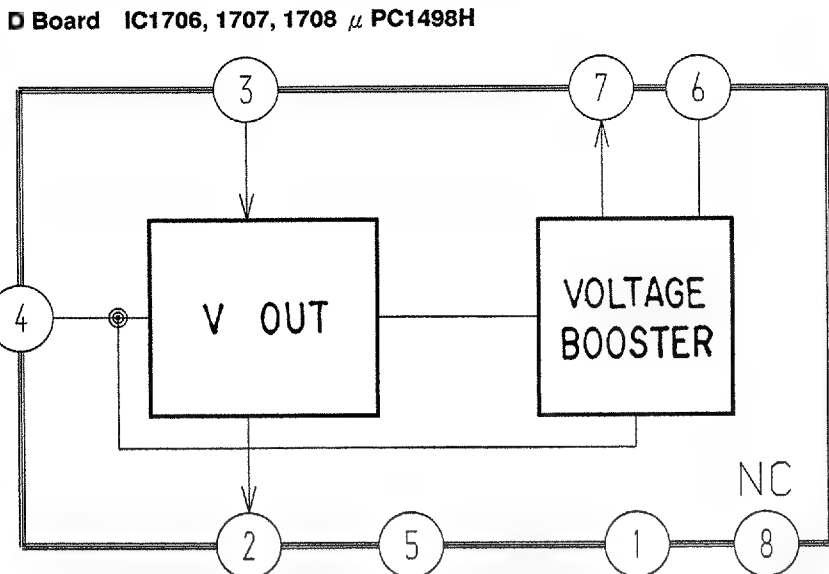 D Board IC1706, 1707, 1708 μ PC1498H
3
7
6
4
V OUT
VOLTAGE
BOOSTER
NC
2
5
1
8